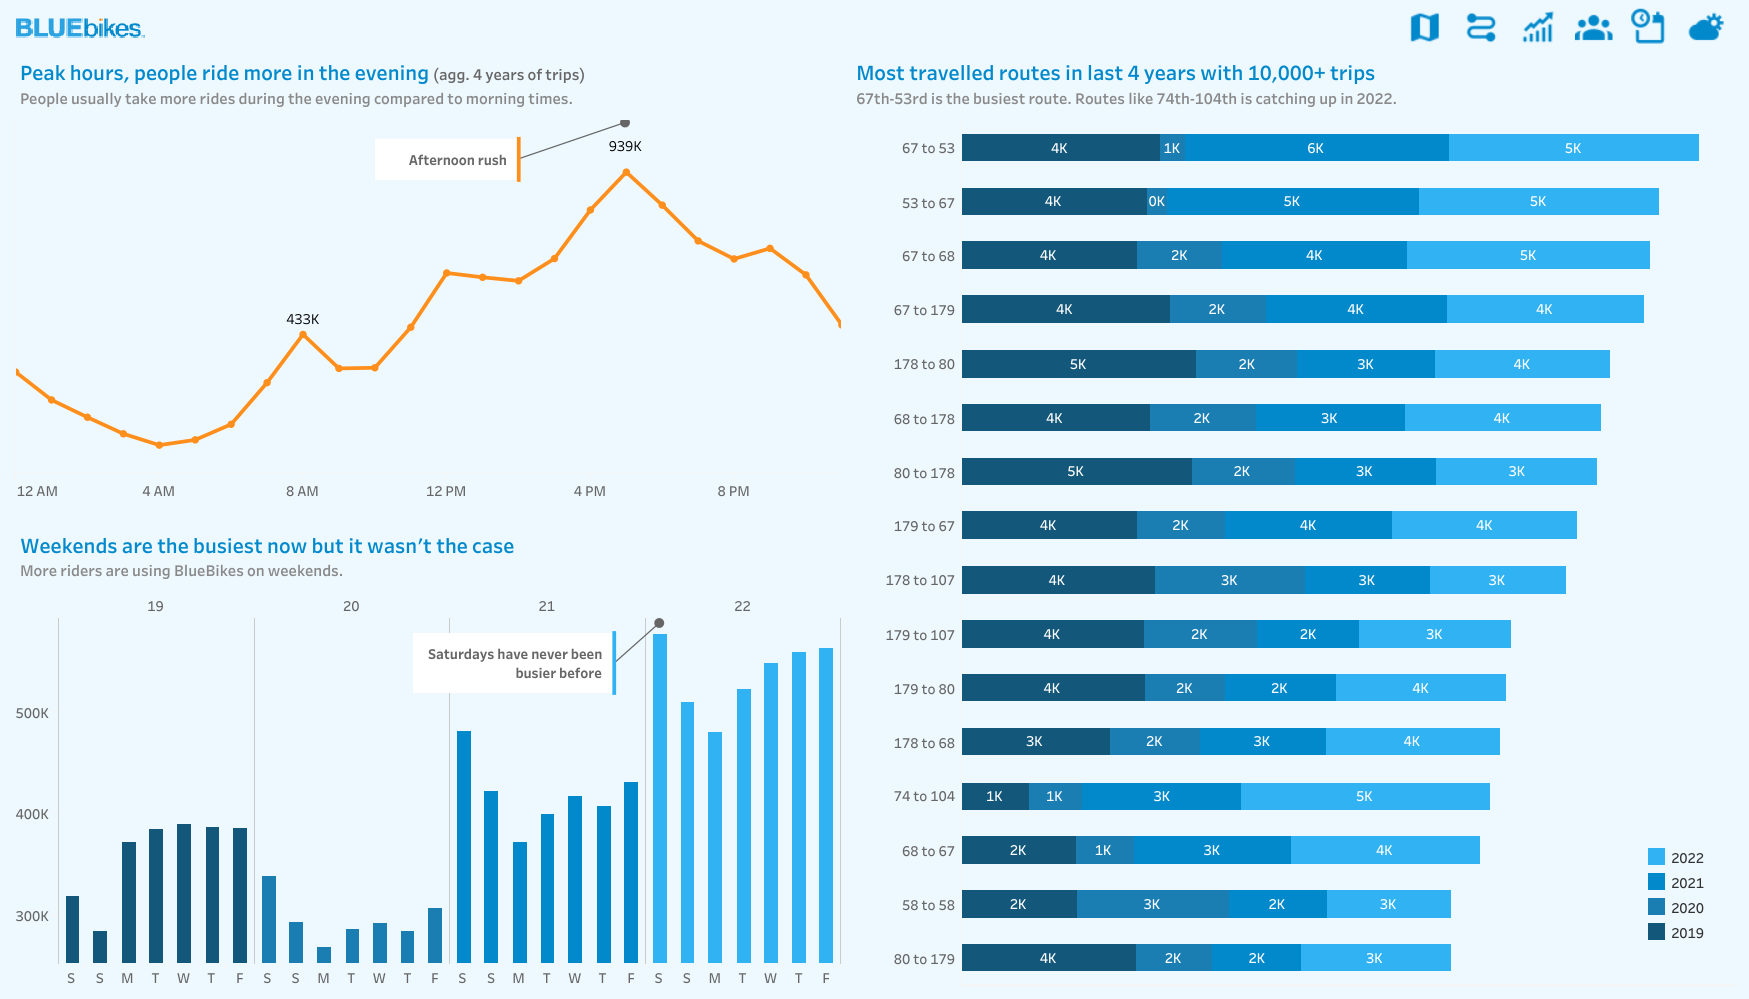 BLUEbikes
Peak hours, people ride more in the evening (agg. 4 years of trips)
People usually take more rides during the evening compared to morning times.
Afternoon rush
939K
433K
12 AM 4 AM 8 AM 12 PM 4 PM 8 PM
Weekends are the busiest now but it wasn’t the case
More riders are using BlueBikes on weekends.
19 20 21 22
Saturdays have never been
busier before
500K
400K
300K
S S M T W T F S S M T W T F S S M T W T F S S M T W T F
Most travelled routes in last 4 years with 10,000+ trips
67th-53rd is the busiest route. Routes like 74th-104th is catching up in 2022.
67 to 53 4K 1K 6K 5K
53 to 67 4K 0K 5K 5K
67 to 68 4K 2K 4K 5K
67 to 179 4K 2K 4K 4K
178 to 80 5K 2K 3K 4K
68 to 178 4K 2K 3K 4K
80 to 178 5K 2K 3K 3K
179 to 67 4K 2K 4K 4K
178 to 107 4K 3K 3K 3K
179 to 107 4K 2K 2K 3K
179 to 80 4K 2K 2K 4K
178 to 68 3K 2K 3K 4K
74 to 104 1K 1K 3K 5K
68 to 67 2K 1K 3K 4K
58 to 58 2K 3K 2K 3K
80 to 179 4K 2K 2K 3K
2022
2021
2020
2019